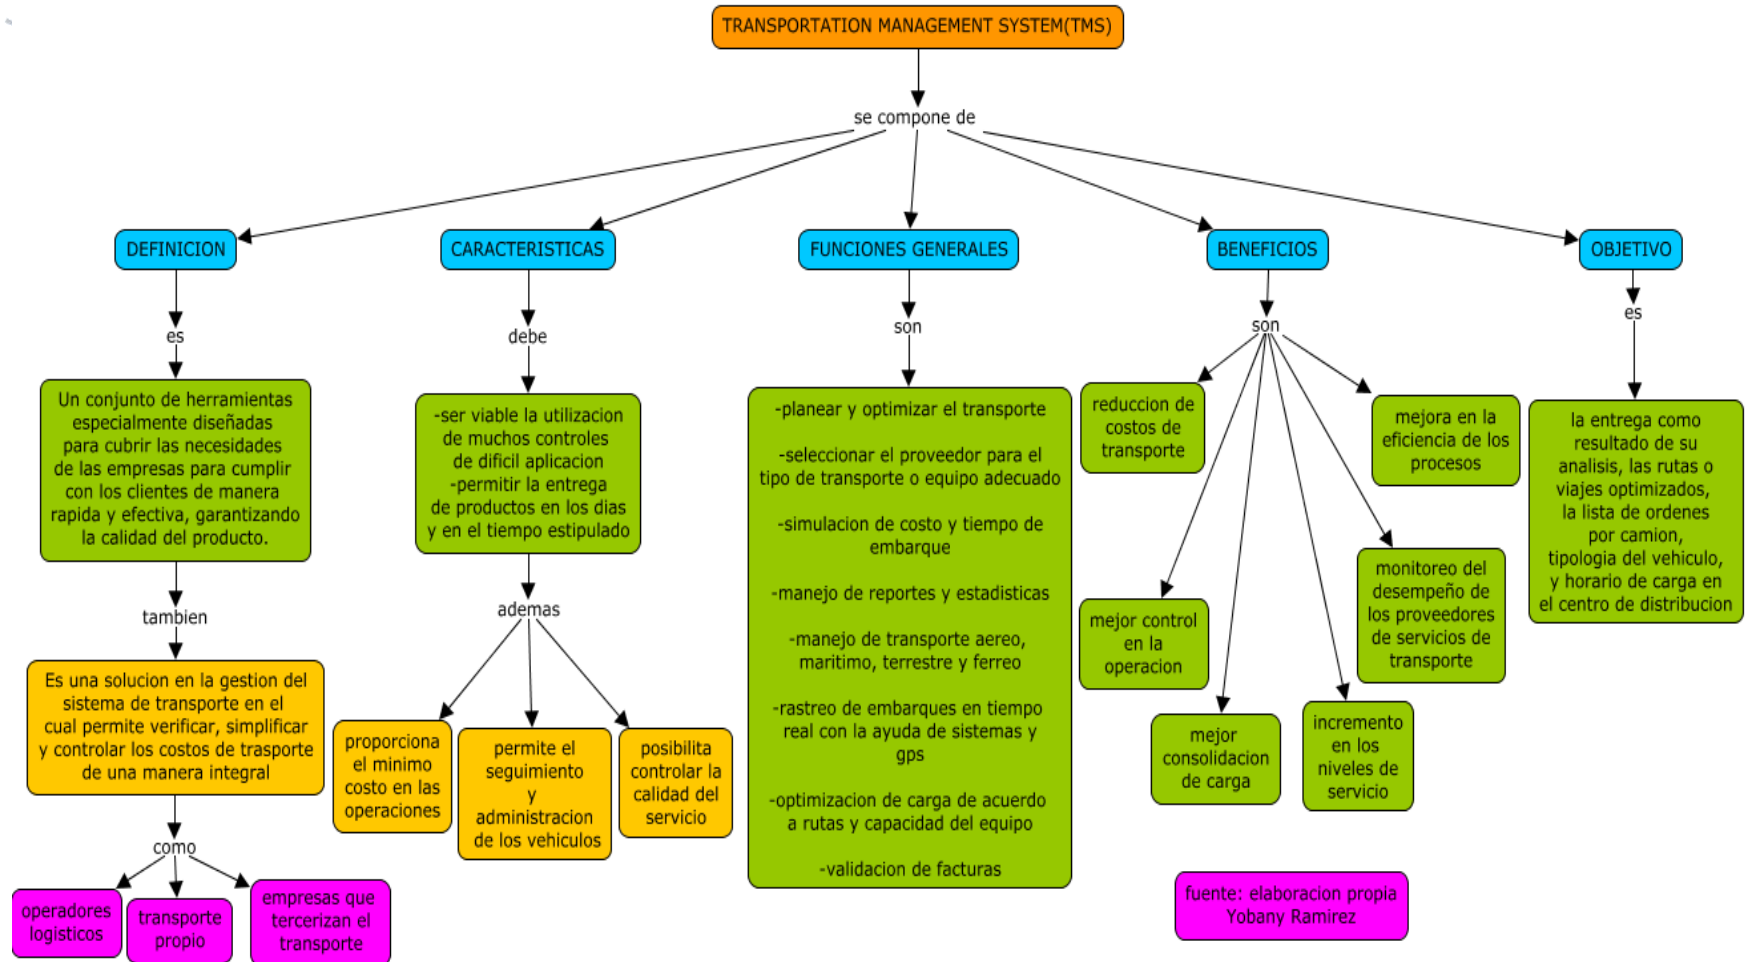 TRANSPORTATION MANAGEMENT SYSTEM(TMS)
se compone de
DEFINICION
es
Un conjunto de herramientas
especialmente diseñadas
para cubrir las necesidades
de las empresas para cumplir
con los clientes de manera
rapida y efectiva, garantizando
la calidad del producto.
tambien
Es una solucion en la gestion del
sistema de transporte en el
cual permite verificar, simplificar
y controlar los costos de trasporte
de una manera integral
como
operadores
logisticos
transporte
propio
empresas que
tercerizan el
transporte
CARACTERISTICAS
debe
-ser viable la utilizacion
de muchos controles
de dificil aplicacion
-permitir la entrega
de productos en los dias
y en el tiempo estipulado
ademas
proporciona
el minimo
costo en las
operaciones
permite el
seguimiento
y
administracion
de los vehiculos
posibilita
controlar la
calidad del
servicio
FUNCIONES GENERALES
son
-planear y optimizar el transporte
-seleccionar el proveedor para el
tipo de transporte o equipo adecuado
-simulacion de costo y tiempo de
embarque
-manejo de reportes y estadisticas
-manejo de transporte aereo,
maritimo, terrestre y ferreo
-rastreo de embarques en tiempo
real con la ayuda de sistemas y
gps
-optimizacion de carga de acuerdo
a rutas y capacidad del equipo
-validacion de facturas
BENEFICIOS
son
reduccion de
costos de
transporte
mejor control
en la
operacion
mejor
consolidacion
de carga
incremento
en los
niveles de
servicio
monitoreo del
desempeño de
los proveedores
de servicios de
transporte
mejora en la
eficiencia de los
procesos
OBJETIVO
es
la entrega como
resultado de su
analisis, las rutas o
viajes optimizados,
la lista de ordenes
por camion,
tipologia del vehiculo,
y horario de carga en
el centro de distribucion
fuente: elaboracion propia
Yobany Ramirez